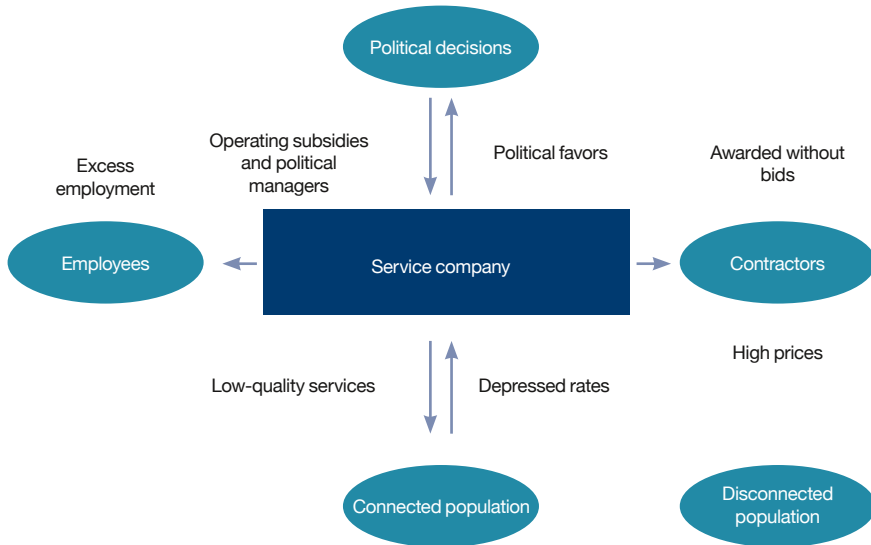 Political decisions
Operating subsidies
and political
managers
Political favors
Excess
employment
Awarded without
bids
Employees
Service company
Contractors
High prices
Low-quality services
Depressed rates
Connected population
Disconnected
population